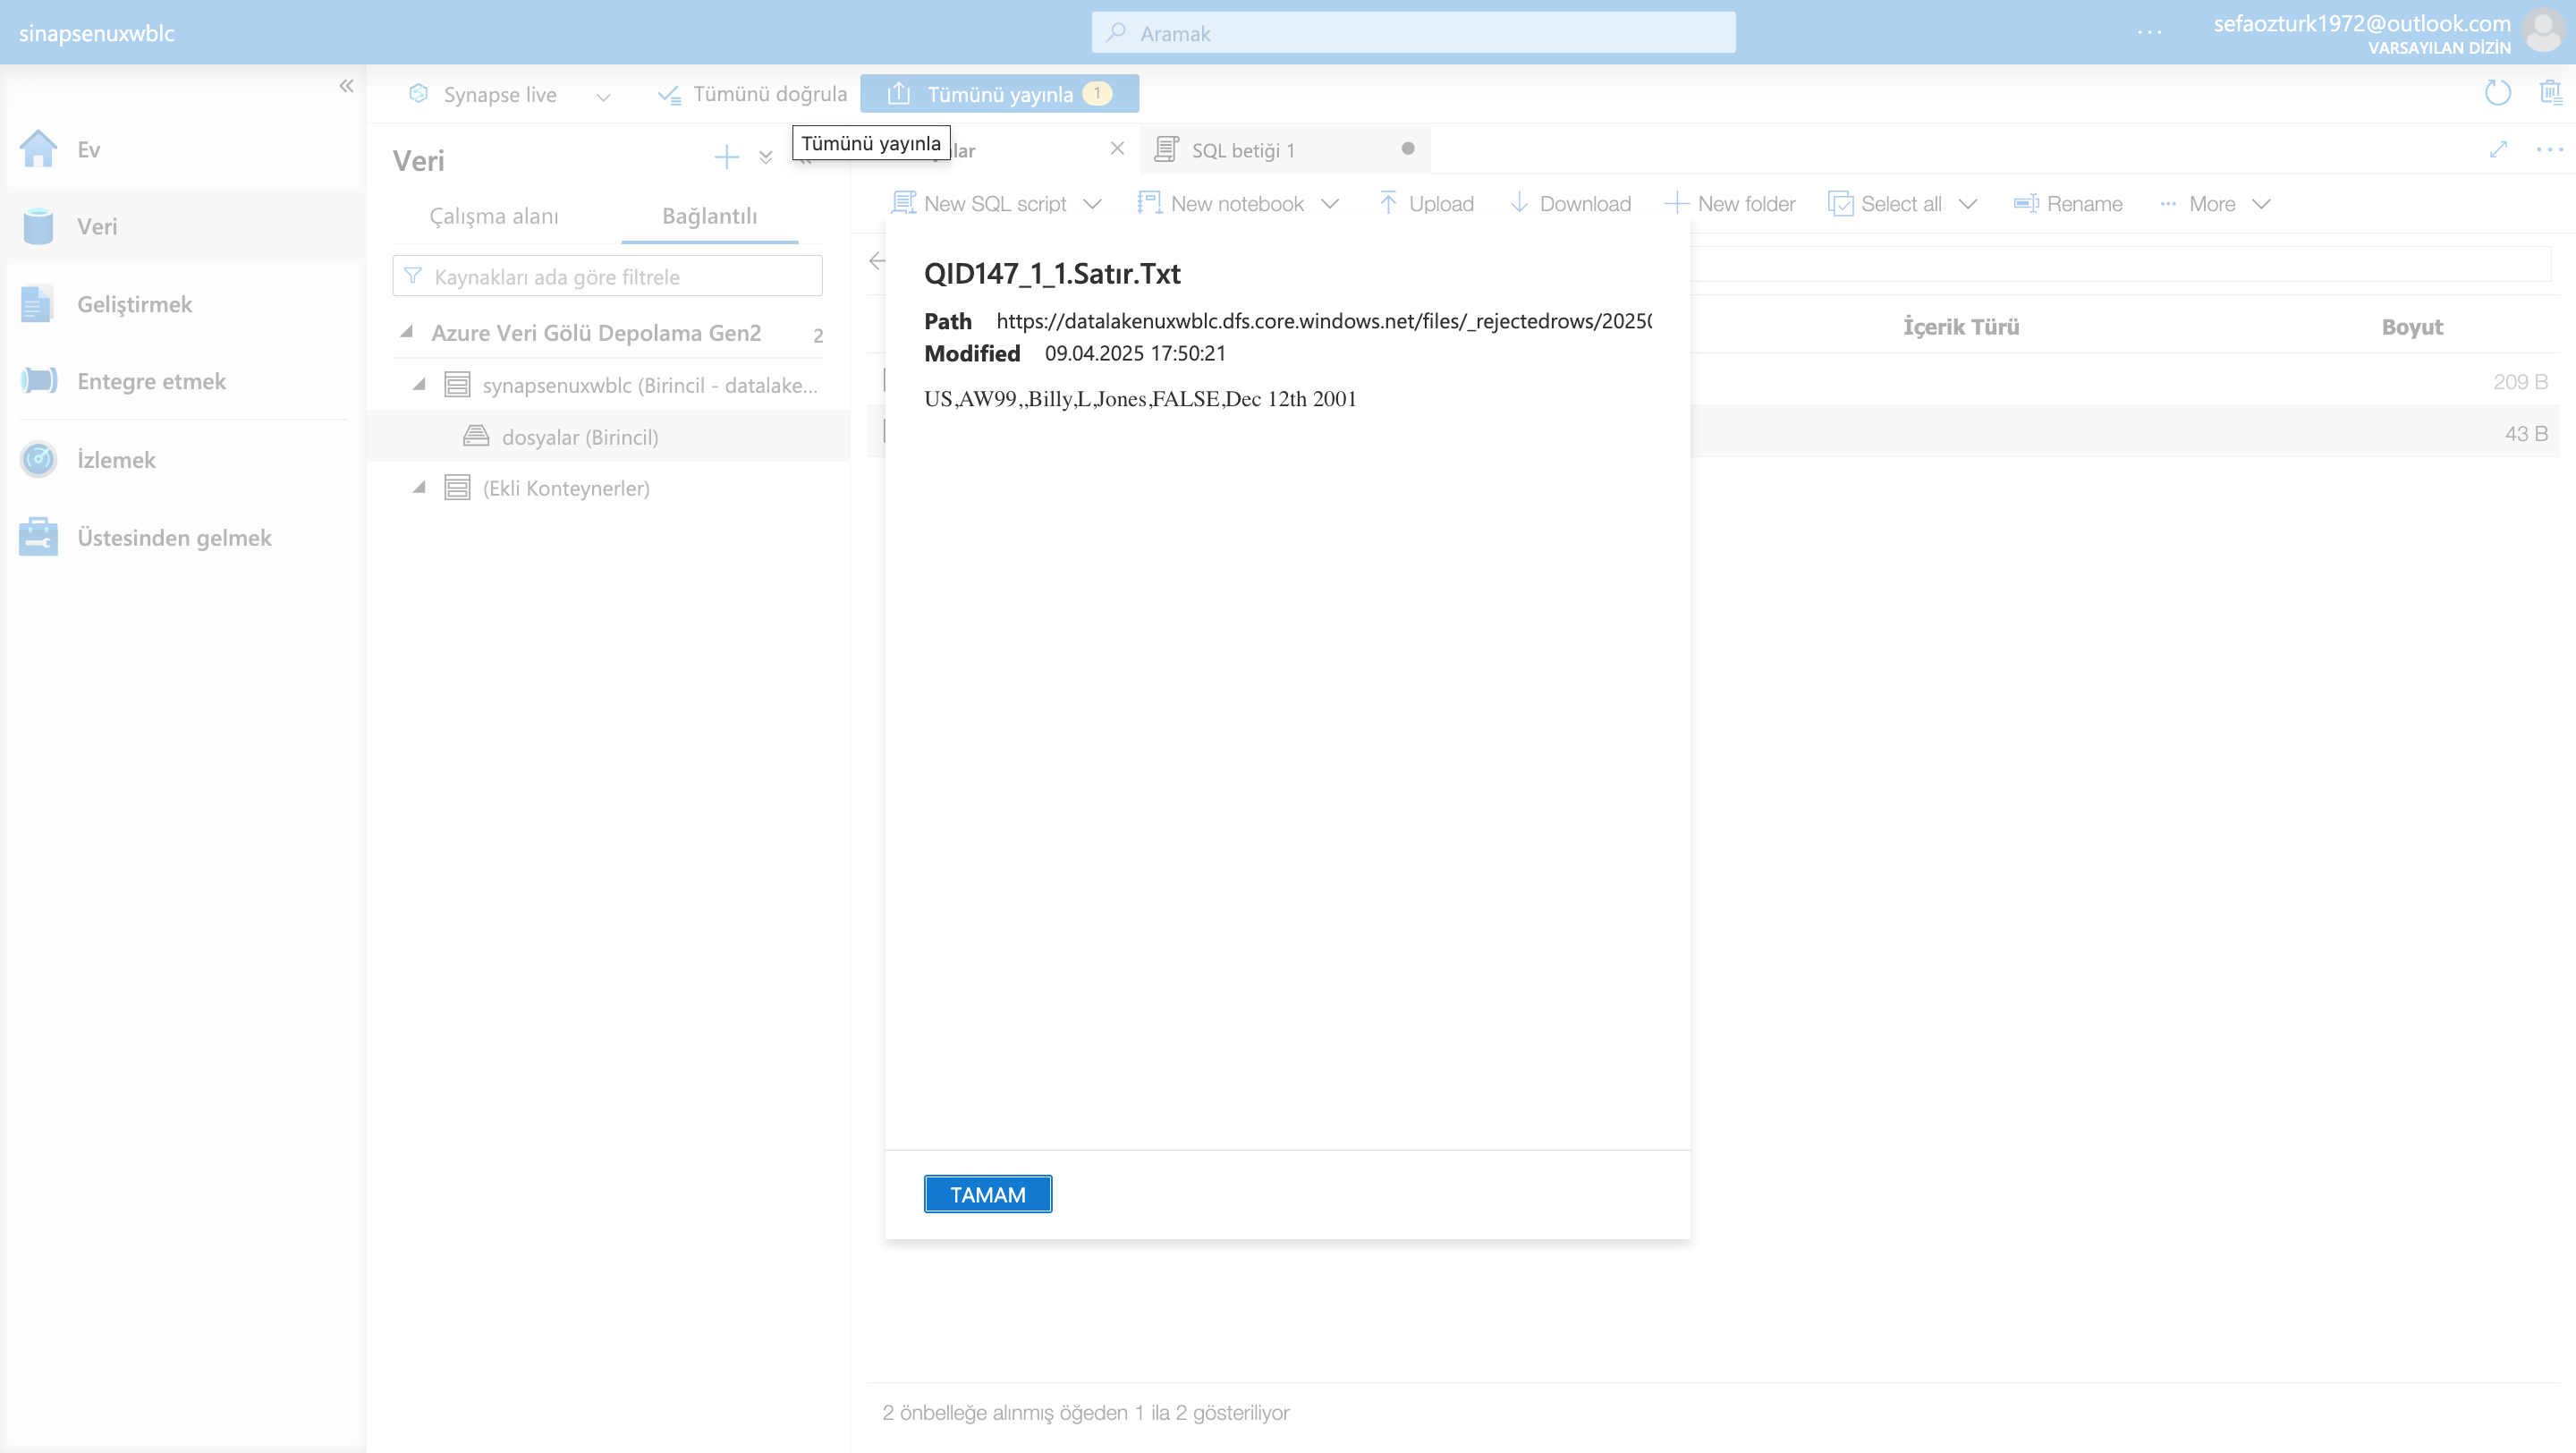 sinapsenuxwblc
Aramak
sefaozturk1972@outlook.com
VARSAYILAN DİZİN
Synapse live
Tümünü doğrula
Tümünü yayınla 1
Tümünü yayınla
Ev
Veri
Geliştirmek
Entegre etmek
İzlemek
Üstesinden gelmek
Veri
Çalışma alanı
Bağlantılı
Kaynakları ada göre filtrele
Azure Veri Gölü Depolama Gen2 2
synapsenuxwblc (Birincil - datalake...
dosyalar (Birincil)
(Ekli Konteynerler)
SQL betiği 1
New SQL script
New notebook
Upload
Download
New folder
Select all
Rename
More
İçerik Türü
Boyut
209 B
43 B
QID147_1_1.Satır.Txt
Path https://datalakenuxwblc.dfs.core.windows.net/files/_rejectedrows/2025
Modified 09.04.2025 17:50:21
US,AW99,,Billy,L,Jones,FALSE,Dec 12th 2001
TAMAM
2 önbelleğe alınmış öğeden 1 ila 2 gösteriliyor